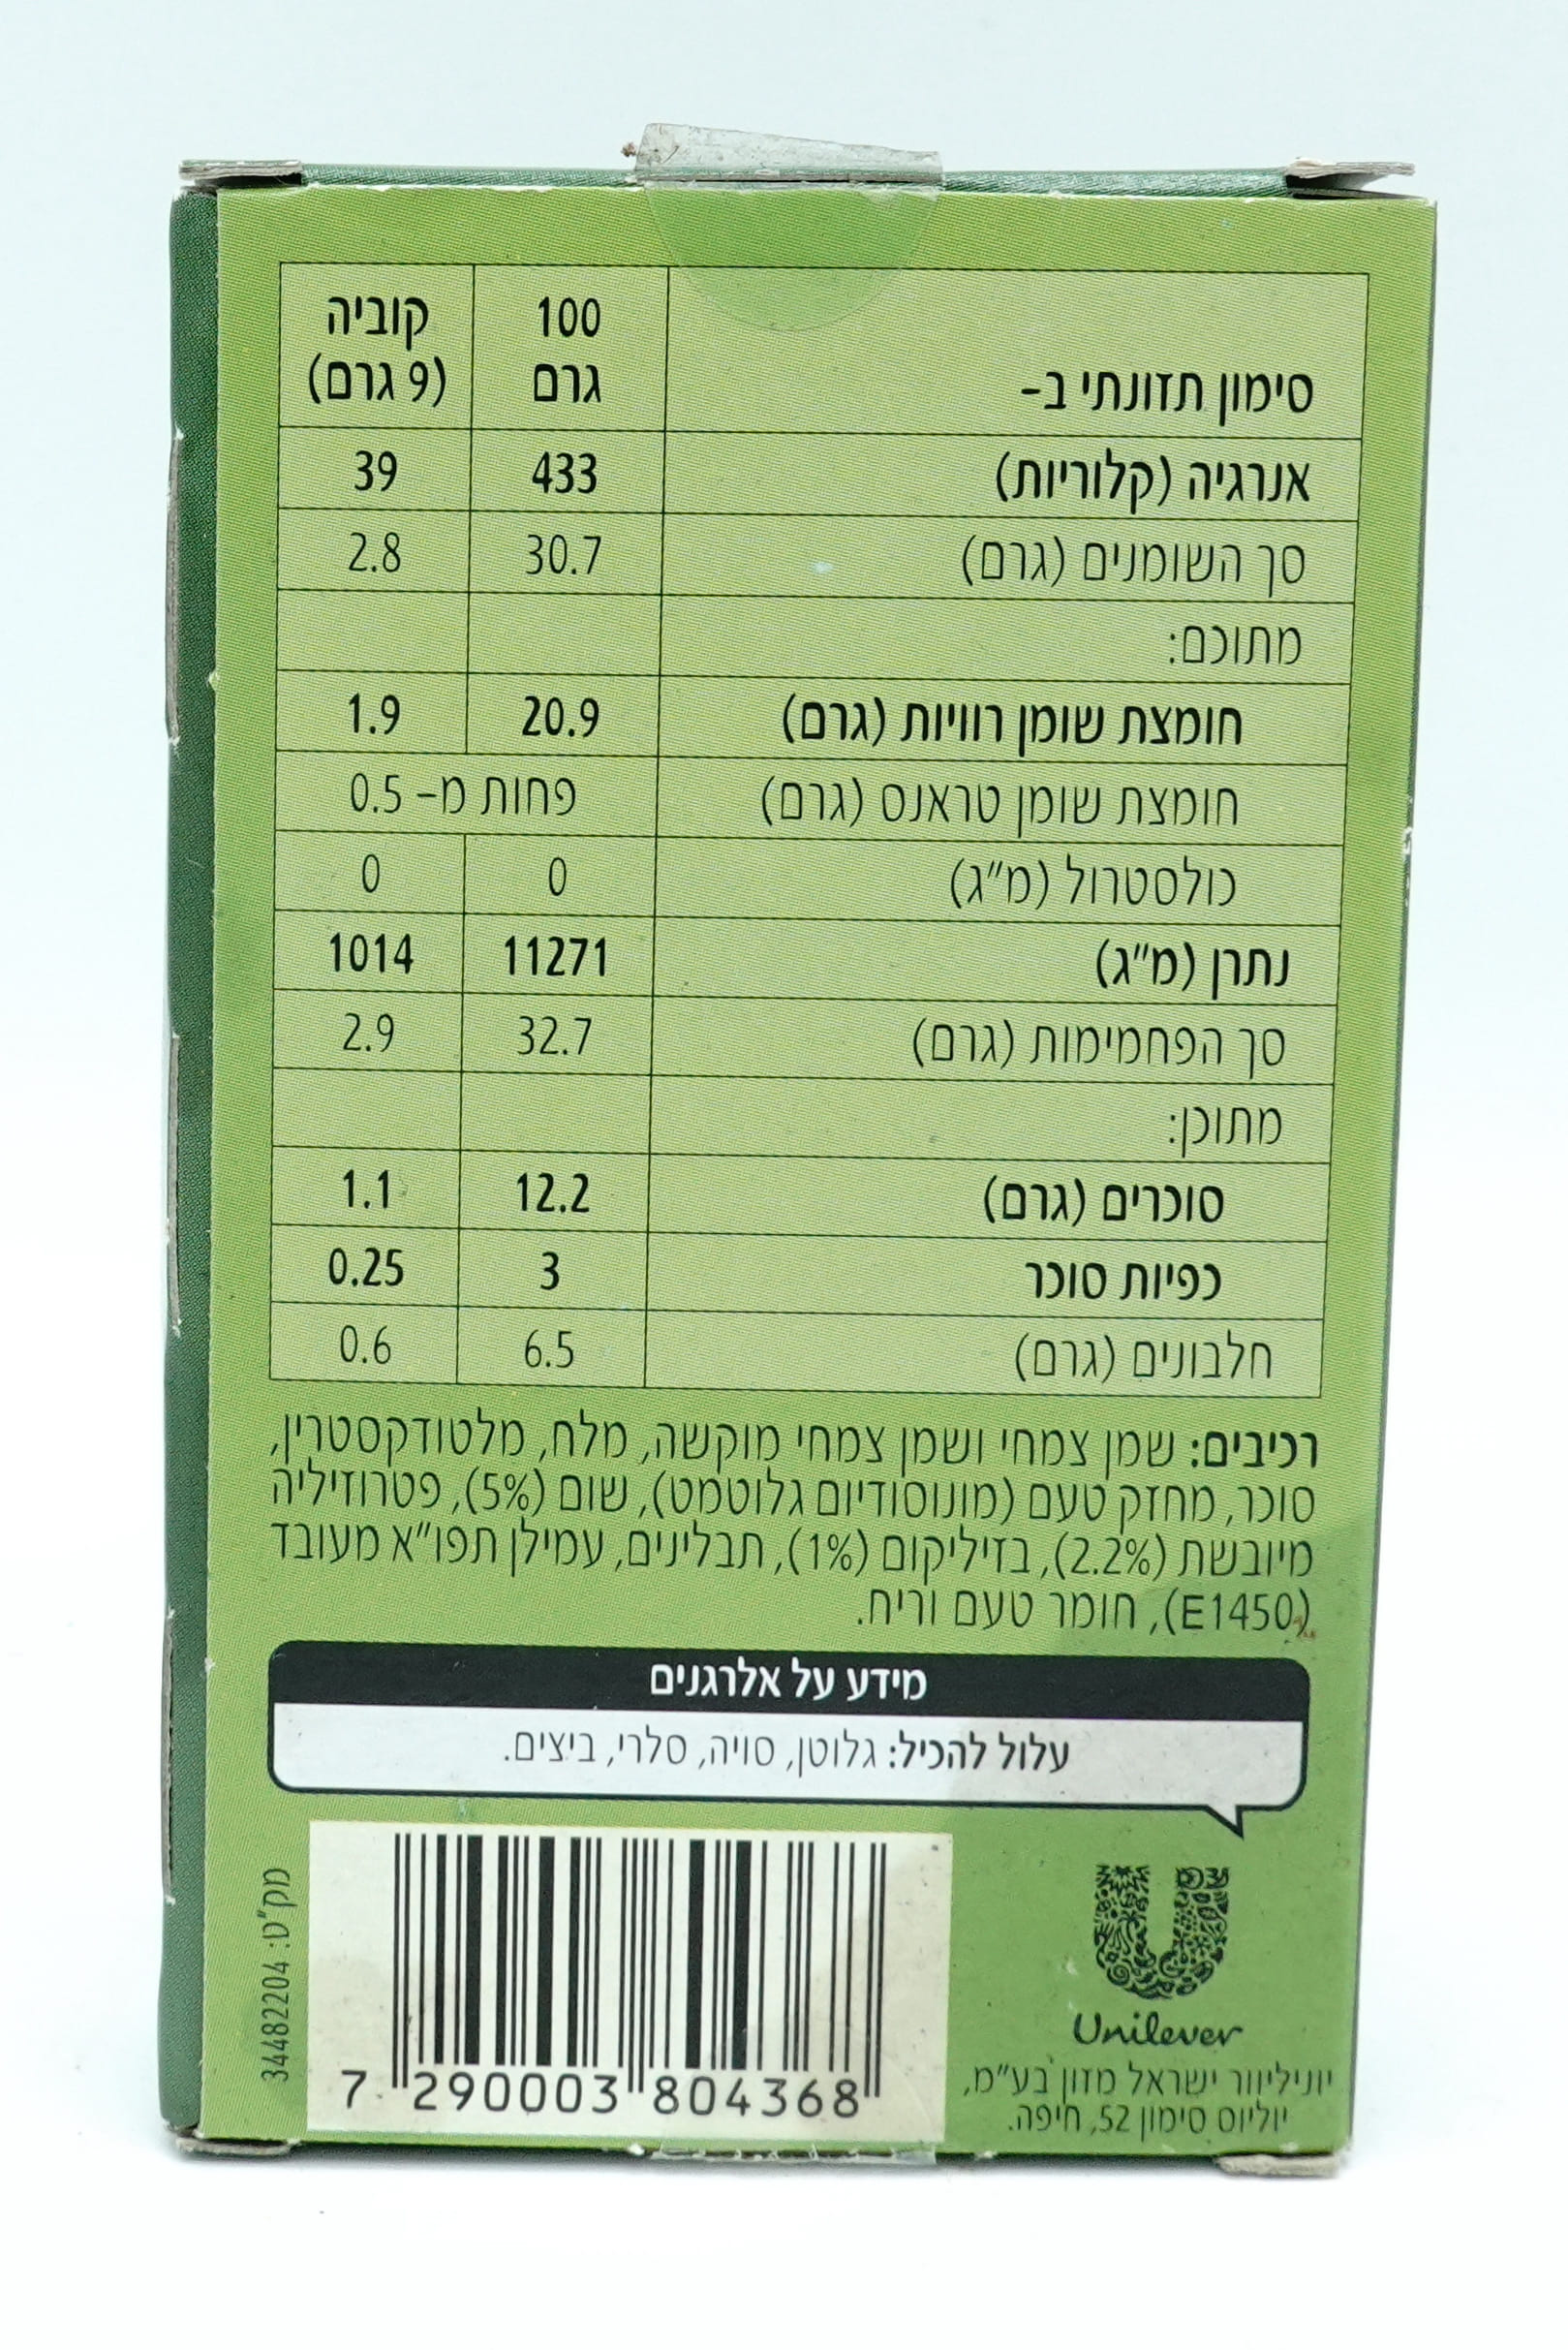 סימון תזונתי ב- 100 גרם קוביה (9 גרם)
אנרגיה (קלוריות) 433 39
סך השומנים (גרם) 30.7 2.8
מתוכם:
חומצת שומן רוויות (גרם) 20.9 1.9
חומצת שומן טראנס (גרם) פחות מ- 0.5
כולסטרול (מ"ג) 0 0
נתרן (מ"ג) 11271 1014
סך הפחמימות (גרם) 32.7 2.9
מתוכן:
סוכרים (גרם) 12.2 1.1
כפיות סוכר 3 0.25
חלבונים (גרם) 6.5 0.6
רכיבים: שמן צמחי ושמן צמחי מוקשה, מלח, מלטודקסטרין,
סוכר, מחזק טעם (מונוסודיום גלוטמט), שום (5%), פטרוזיליה
מיובשת (2.2%), בזיליקום (1%), תבלינים, עמילן תפו"א מעובד
(E1450), חומר טעם וריח.
מידע על אלרגנים
עלול להכיל: גלוטן, סויה, סלרי, ביצים.
Unilever
יוניליוור ישראל מזון בע"מ,
יוליוס סימון 52, חיפה.
7 290003 804368
מק"ט: 34482204